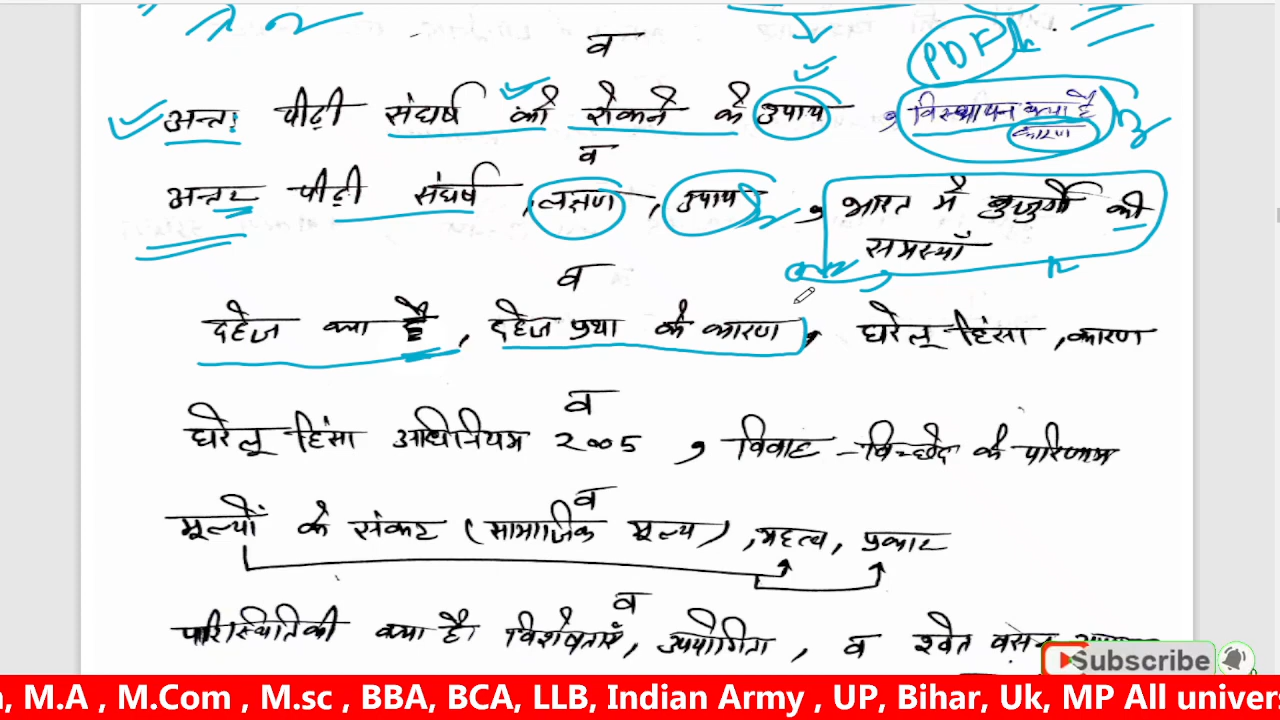 व
PDF
अन्तः पीढ़ी संघर्ष को रोकने के उपाय , विस्थापन क्या है
कारण
व
अन्तर पीढ़ी संघर्ष , लक्षण , उपाय , भारत में बुजुर्गो की
समस्याँ
व
दहेज क्या है , दहेज प्रथा के कारण , घरेलू हिंसा , कारण
व
घरेलू हिंसा अधिनियम 2005 , विवाह - विच्छेद के परिणाम
व
मूल्यों के संकट (सामाजिक मूल्य) , महत्व , प्रकार
व
पारिस्थितिकी क्या है। विशेषताएँ , उपयोगिता , व श्वेत
Subscribe
, M.A , M.Com , M.sc , BBA, BCA, LLB, Indian Army , UP, Bihar, Uk, MP All univer